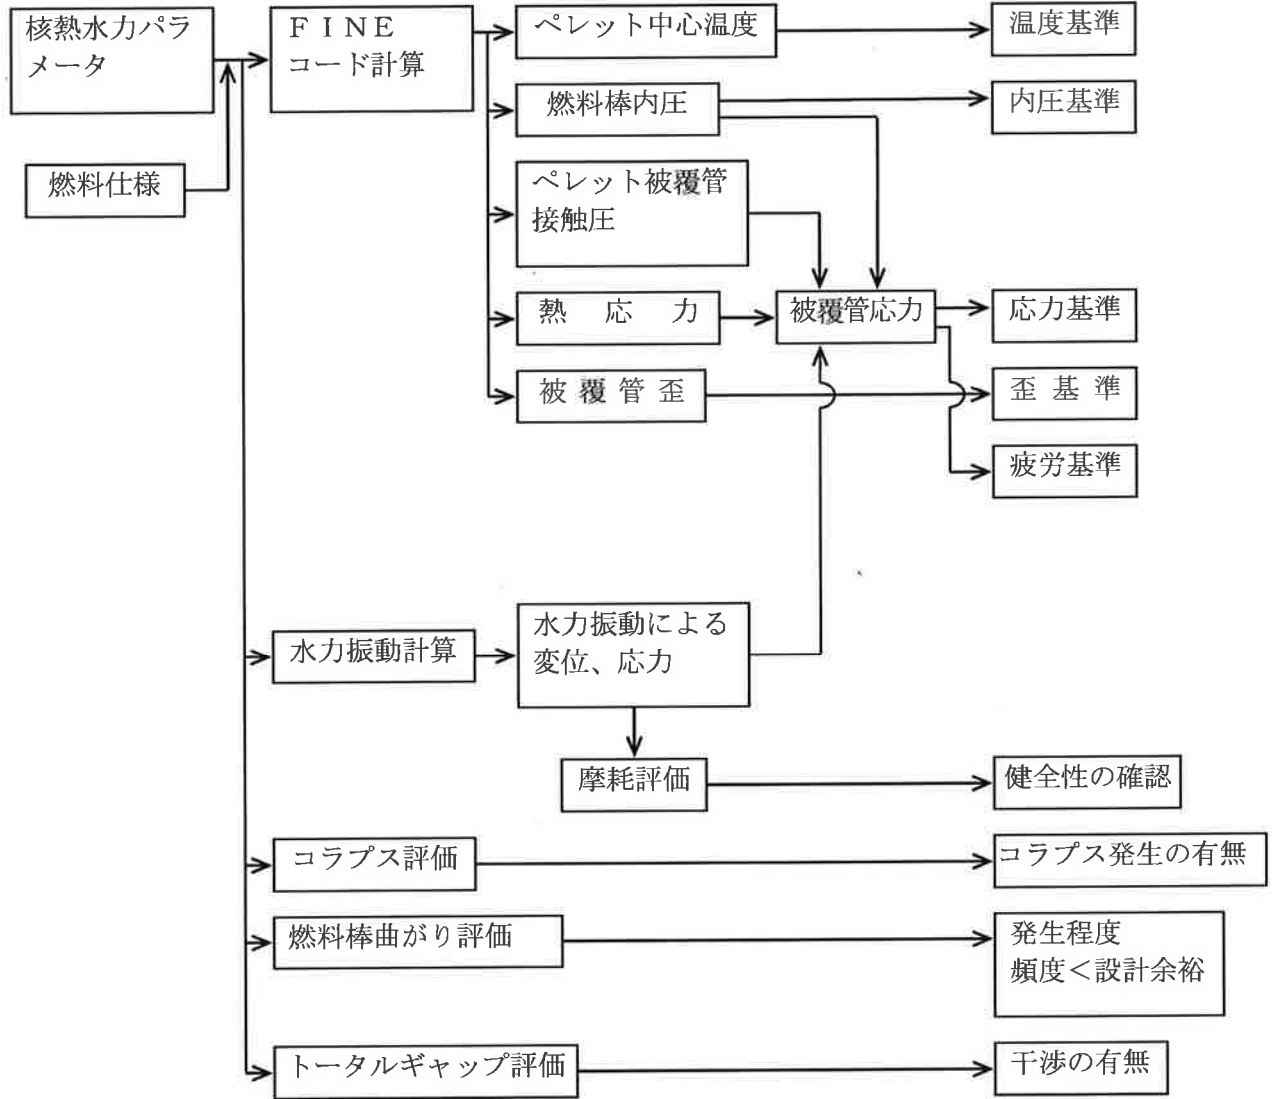 核熱水力パラ
メータ
燃料仕様
ＦＩＮＥ
コード計算
ペレット中心温度
温度基準
燃料棒内圧
内圧基準
ペレット被覆管
接触圧
熱　応　力
被覆管応力
応力基準
被 覆 管 歪
歪 基 準
疲労基準
水力振動計算
水力振動による
変位、応力
摩耗評価
健全性の確認
コラプス評価
コラプス発生の有無
燃料棒曲がり評価
発生程度
頻度＜設計余裕
トータルギャップ評価
干渉の有無